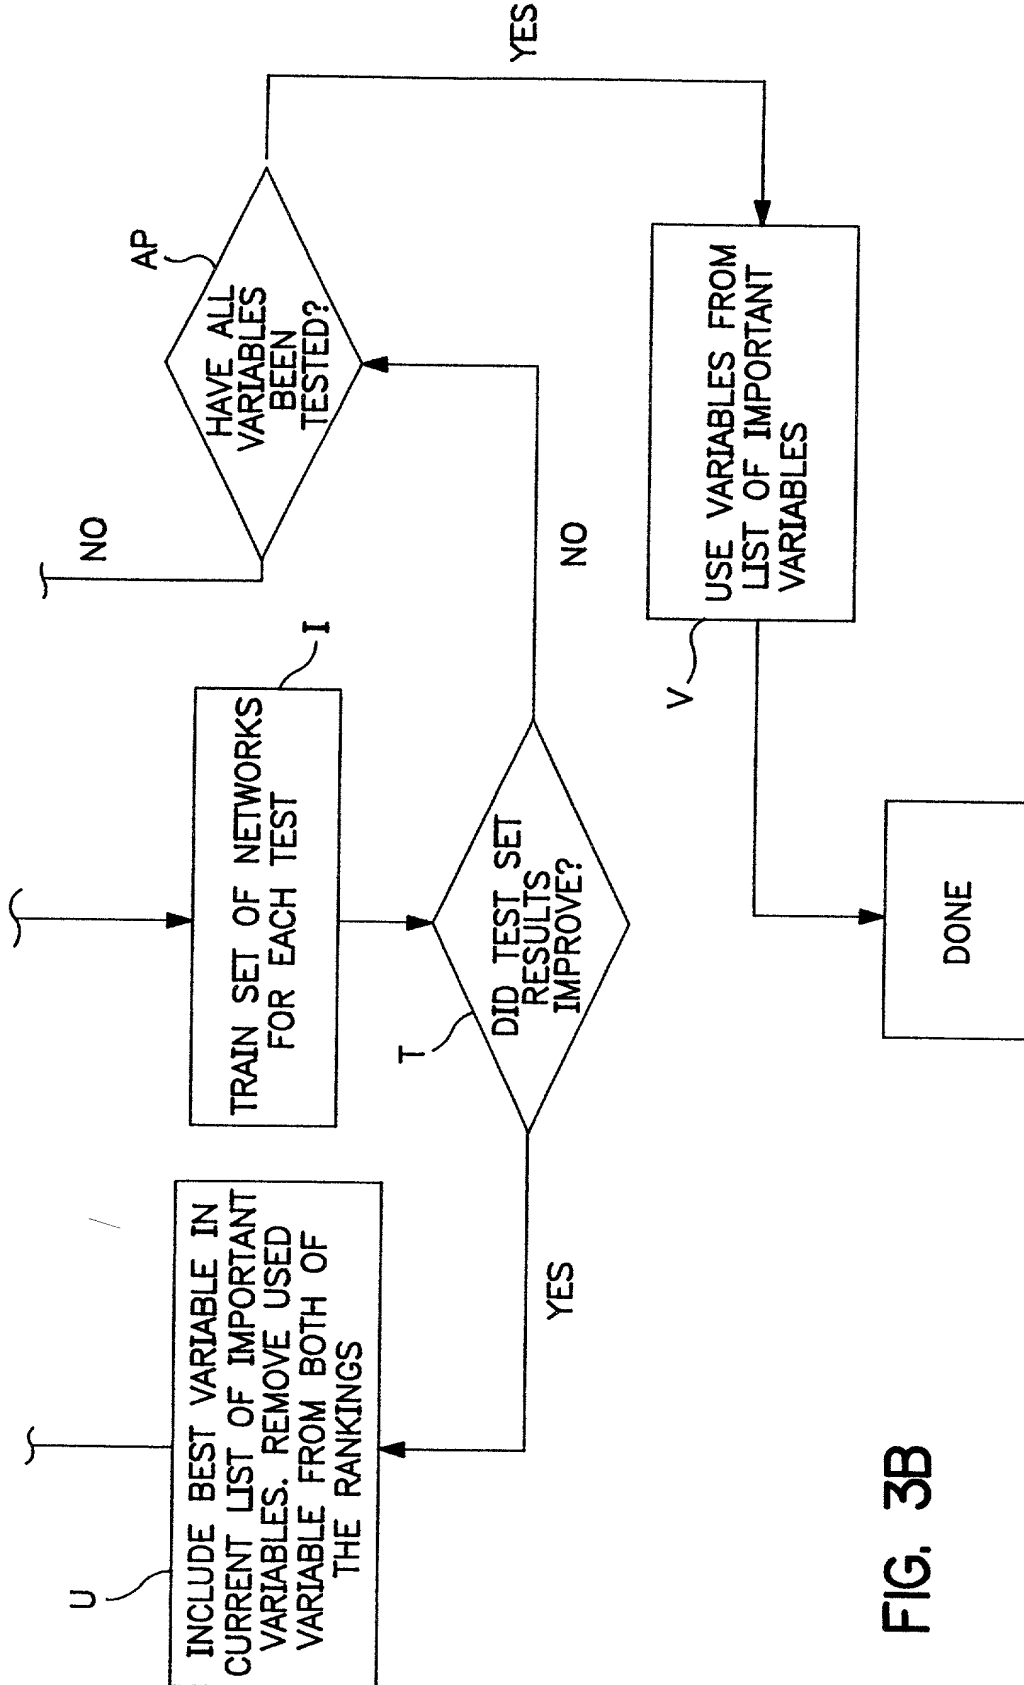 U
INCLUDE BEST VARIABLE IN
CURRENT LIST OF IMPORTANT
VARIABLES. REMOVE USED
VARIABLE FROM BOTH OF
THE RANKINGS
YES
TRAIN SET OF NETWORKS
FOR EACH TEST
I
T
DID TEST SET
RESULTS
IMPROVE?
NO
NO
AP
HAVE ALL
VARIABLES
BEEN
TESTED?
YES
V
USE VARIABLES FROM
LIST OF IMPORTANT
VARIABLES
DONE
FIG. 3B